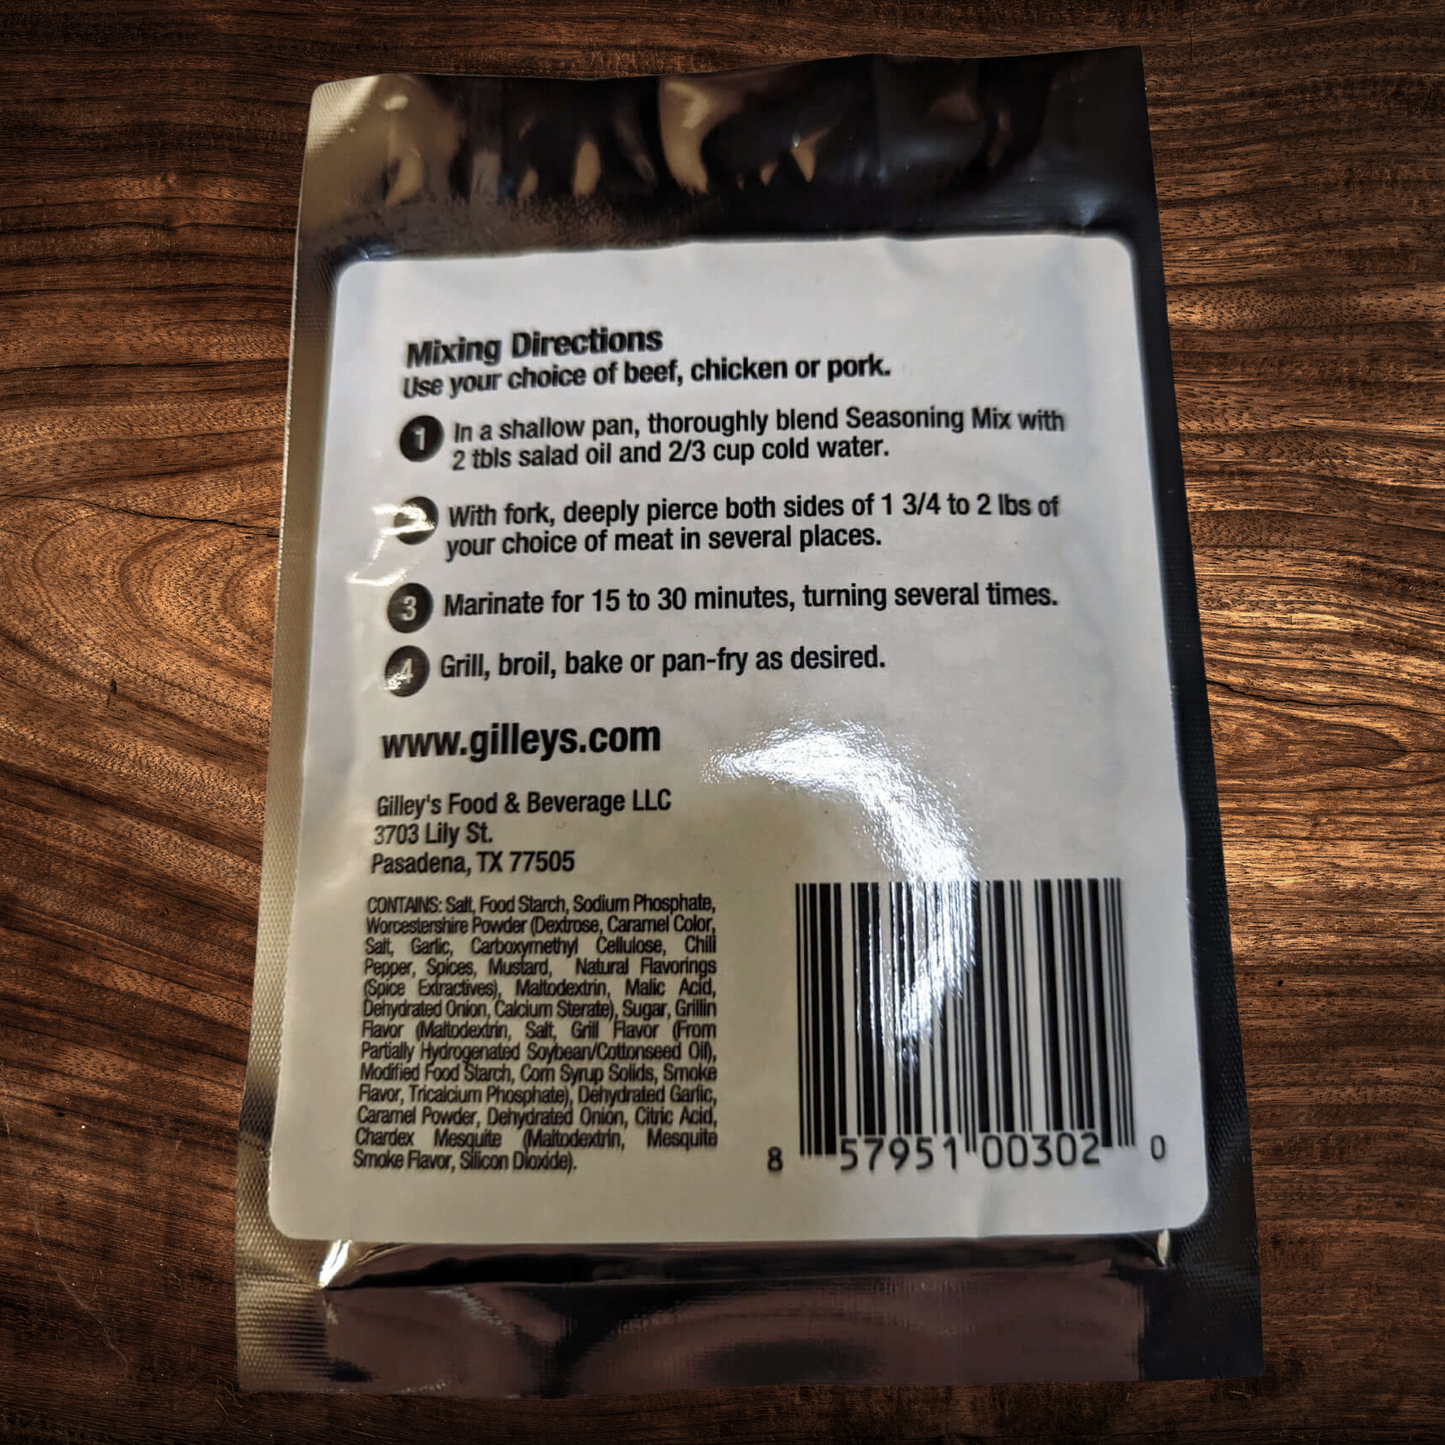 Mixing Directions
Use your choice of beef, chicken or pork.
1 In a shallow pan, thoroughly blend Seasoning Mix with
2 tbls salad oil and 2/3 cup cold water.
2 With fork, deeply pierce both sides of 1 3/4 to 2 lbs of
your choice of meat in several places.
3 Marinate for 15 to 30 minutes, turning several times.
4 Grill, broil, bake or pan-fry as desired.
www.gilleys.com
Gilley's Food & Beverage LLC
3703 Lily St.
Pasadena, TX 77505
CONTAINS: Salt, Food Starch, Sodium Phosphate,
Worcestershire Powder (Dextrose, Caramel Color,
Salt, Garlic, Carboxymethyl Cellulose, Chili
Pepper, Spices, Mustard, Natural Flavorings
(Spice Extractives), Maltodextrin, Malic Acid,
Dehydrated Onion, Calcium Sterate), Sugar, Grillin
Flavor (Maltodextrin, Salt, Grill Flavor (From
Partially Hydrogenated Soybean/Cottonseed Oil),
Modified Food Starch, Corn Syrup Solids, Smoke
Flavor, Tricalcium Phosphate), Dehydrated Garlic,
Caramel Powder, Dehydrated Onion, Citric Acid,
Chardex Mesquite (Maltodextrin, Mesquite
Smoke Flavor, Silicon Dioxide).
8 57951 00302 0